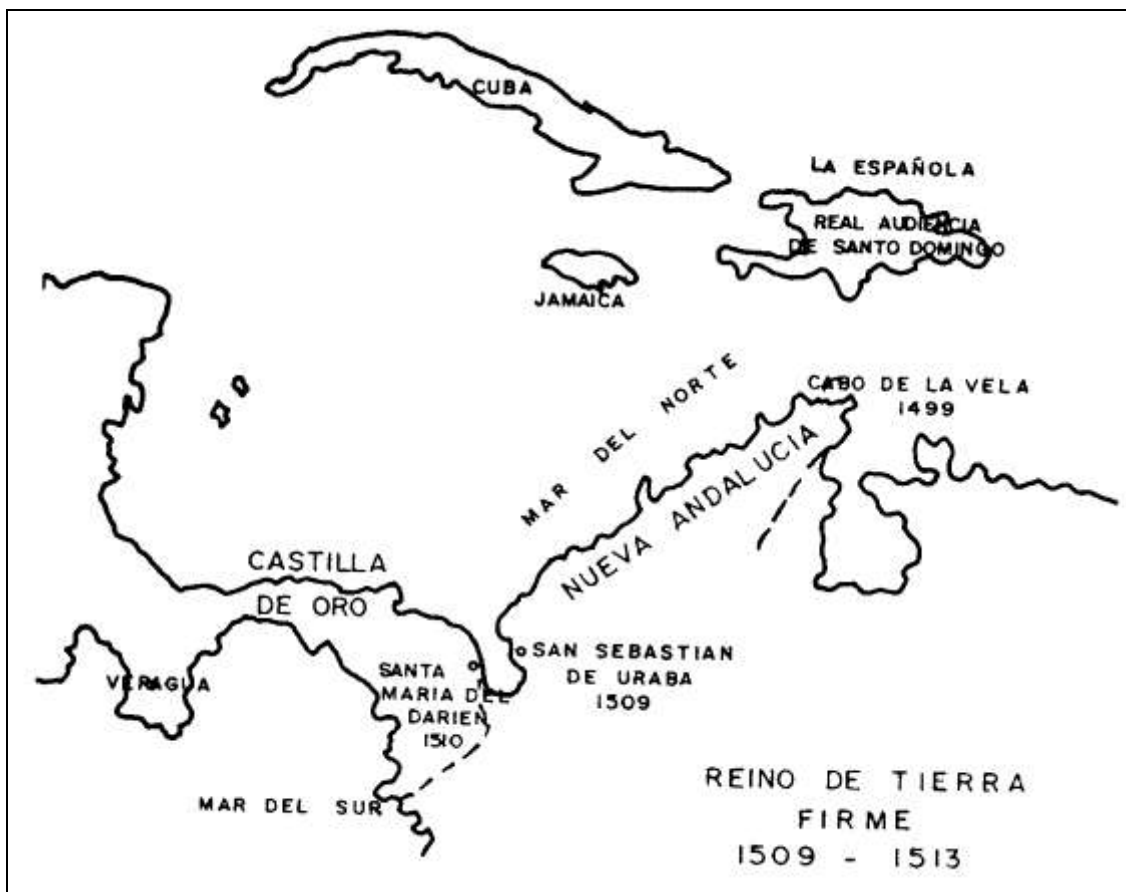 CUBA
LA ESPAÑOLA
REAL AUDIENCIA
DE SANTO DOMINGO
JAMAICA
MAR DEL NORTE
CABO DE LA VELA
1499
NUEVA ANDALUCIA
CASTILLA
DE ORO
VERAGUA
SANTA
MARIA DEL
DARIEN
1510
SAN SEBASTIAN
DE URABA
1509
MAR DEL SUR
REINO DE TIERRA
FIRME
1509 - 1513